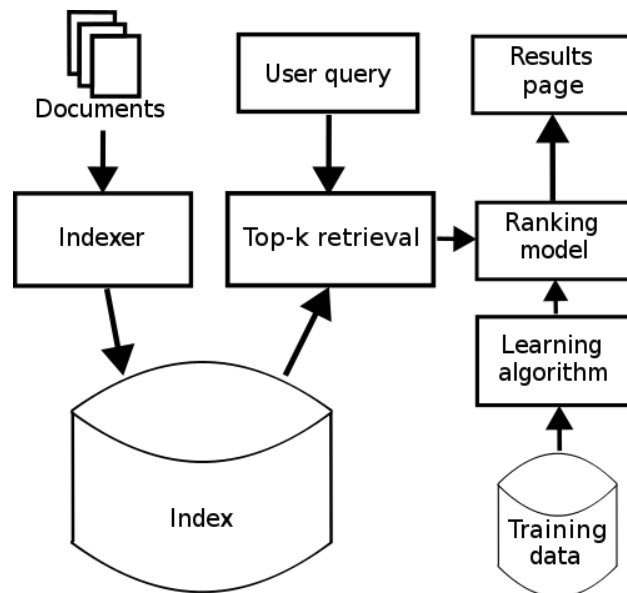 Documents
User query
Results
page
Indexer
Top-k retrieval
Ranking
model
Learning
algorithm
Index
Training
data